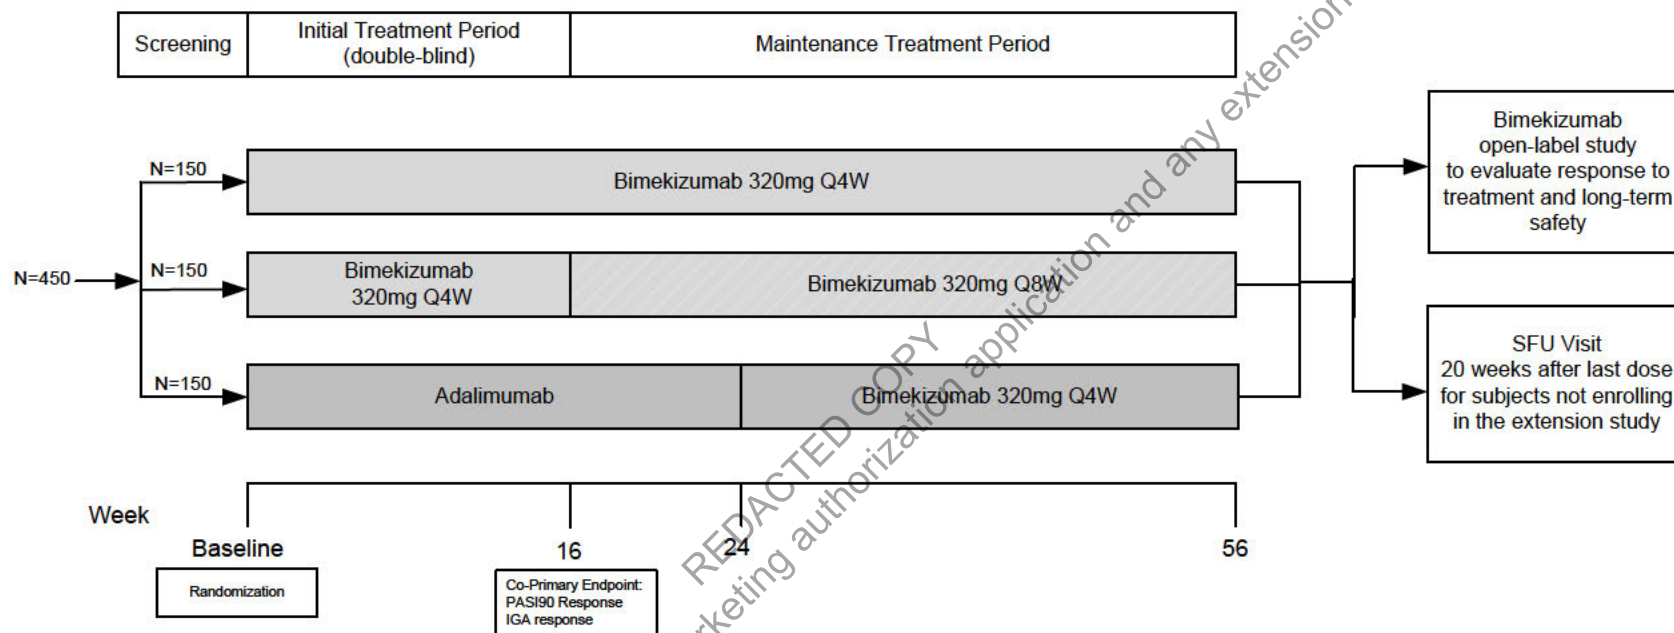 Screening
Initial Treatment Period
(double-blind)
Maintenance Treatment Period
N=450
N=150
Bimekizumab 320mg Q4W
N=150
Bimekizumab
320mg Q4W
Bimekizumab 320mg Q8W
N=150
Adalimumab
Bimekizumab 320mg Q4W
Bimekizumab
open-label study
to evaluate response to
treatment and long-term
safety
SFU Visit
20 weeks after last dose
for subjects not enrolling
in the extension study
Week
Baseline
16
24
56
Randomization
Co-Primary Endpoint:
PASI90 Response
IGA response
REDACTED COPY
authorization application and any